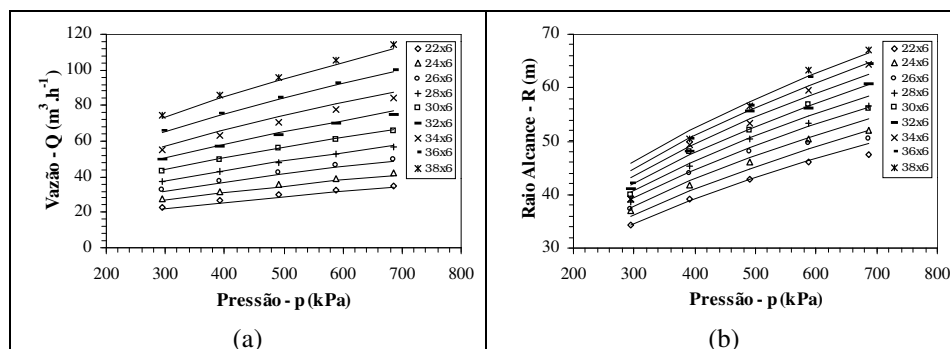 Vazão - Q (m³.h⁻¹)
120
100
80
60
40
20
0
200 300 400 500 600 700 800
Pressão - p (kPa)
22x6
24x6
26x6
28x6
30x6
32x6
34x6
36x6
38x6
(a)
Raio Alcance - R (m)
70
60
50
40
30
200 300 400 500 600 700 800
Pressão - p (kPa)
22x6
24x6
26x6
28x6
30x6
32x6
34x6
36x6
38x6
(b)